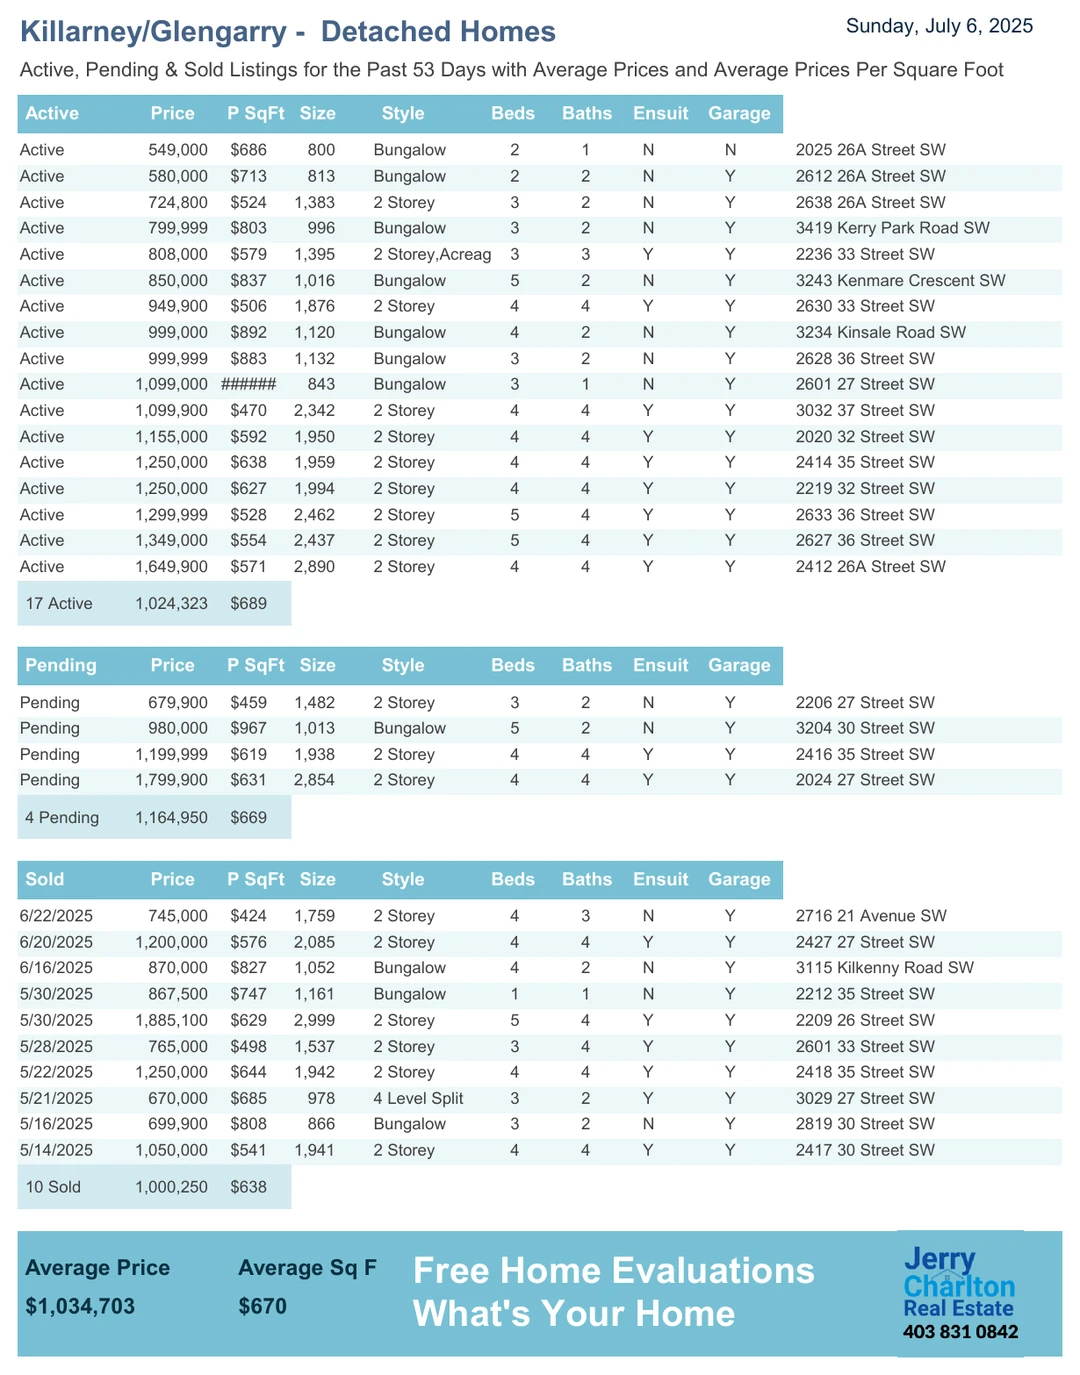 Killarney/Glengarry - Detached Homes
Sunday, July 6, 2025
Active, Pending & Sold Listings for the Past 53 Days with Average Prices and Average Prices Per Square Foot
Active Price P SqFt Size Style Beds Baths Ensuit Garage
Active 549,000 $686 800 Bungalow 2 1 N N 2025 26A Street SW
Active 580,000 $713 813 Bungalow 2 2 N Y 2612 26A Street SW
Active 724,800 $524 1,383 2 Storey 3 2 N Y 2638 26A Street SW
Active 799,999 $803 996 Bungalow 3 2 N Y 3419 Kerry Park Road SW
Active 808,000 $579 1,395 2 Storey,Acreag 3 3 Y Y 2236 33 Street SW
Active 850,000 $837 1,016 Bungalow 5 2 N Y 3243 Kenmare Crescent SW
Active 949,900 $506 1,876 2 Storey 4 4 Y Y 2630 33 Street SW
Active 999,000 $892 1,120 Bungalow 4 2 N Y 3234 Kinsale Road SW
Active 999,999 $883 1,132 Bungalow 3 2 N Y 2628 36 Street SW
Active 1,099,000 ###### 843 Bungalow 3 1 N Y 2601 27 Street SW
Active 1,099,900 $470 2,342 2 Storey 4 4 Y Y 3032 37 Street SW
Active 1,155,000 $592 1,950 2 Storey 4 4 Y Y 2020 32 Street SW
Active 1,250,000 $638 1,959 2 Storey 4 4 Y Y 2414 35 Street SW
Active 1,250,000 $627 1,994 2 Storey 4 4 Y Y 2219 32 Street SW
Active 1,299,999 $528 2,462 2 Storey 5 4 Y Y 2633 36 Street SW
Active 1,349,000 $554 2,437 2 Storey 5 4 Y Y 2627 36 Street SW
Active 1,649,900 $571 2,890 2 Storey 4 4 Y Y 2412 26A Street SW
17 Active 1,024,323 $689
Pending Price P SqFt Size Style Beds Baths Ensuit Garage
Pending 679,900 $459 1,482 2 Storey 3 2 N Y 2206 27 Street SW
Pending 980,000 $967 1,013 Bungalow 5 2 N Y 3204 30 Street SW
Pending 1,199,999 $619 1,938 2 Storey 4 4 Y Y 2416 35 Street SW
Pending 1,799,900 $631 2,854 2 Storey 4 4 Y Y 2024 27 Street SW
4 Pending 1,164,950 $669
Sold Price P SqFt Size Style Beds Baths Ensuit Garage
6/22/2025 745,000 $424 1,759 2 Storey 4 3 N Y 2716 21 Avenue SW
6/20/2025 1,200,000 $576 2,085 2 Storey 4 4 Y Y 2427 27 Street SW
6/16/2025 870,000 $827 1,052 Bungalow 4 2 N Y 3115 Kilkenny Road SW
5/30/2025 867,500 $747 1,161 Bungalow 1 1 N Y 2212 35 Street SW
5/30/2025 1,885,100 $629 2,999 2 Storey 5 4 Y Y 2209 26 Street SW
5/28/2025 765,000 $498 1,537 2 Storey 3 4 Y Y 2601 33 Street SW
5/22/2025 1,250,000 $644 1,942 2 Storey 4 4 Y Y 2418 35 Street SW
5/21/2025 670,000 $685 978 4 Level Split 3 2 Y Y 3029 27 Street SW
5/16/2025 699,900 $808 866 Bungalow 3 2 N Y 2819 30 Street SW
5/14/2025 1,050,000 $541 1,941 2 Storey 4 4 Y Y 2417 30 Street SW
10 Sold 1,000,250 $638
Average Price Average Sq F
$1,034,703 $670
Free Home Evaluations
What's Your Home
Jerry
Charlton
Real Estate
403 831 0842